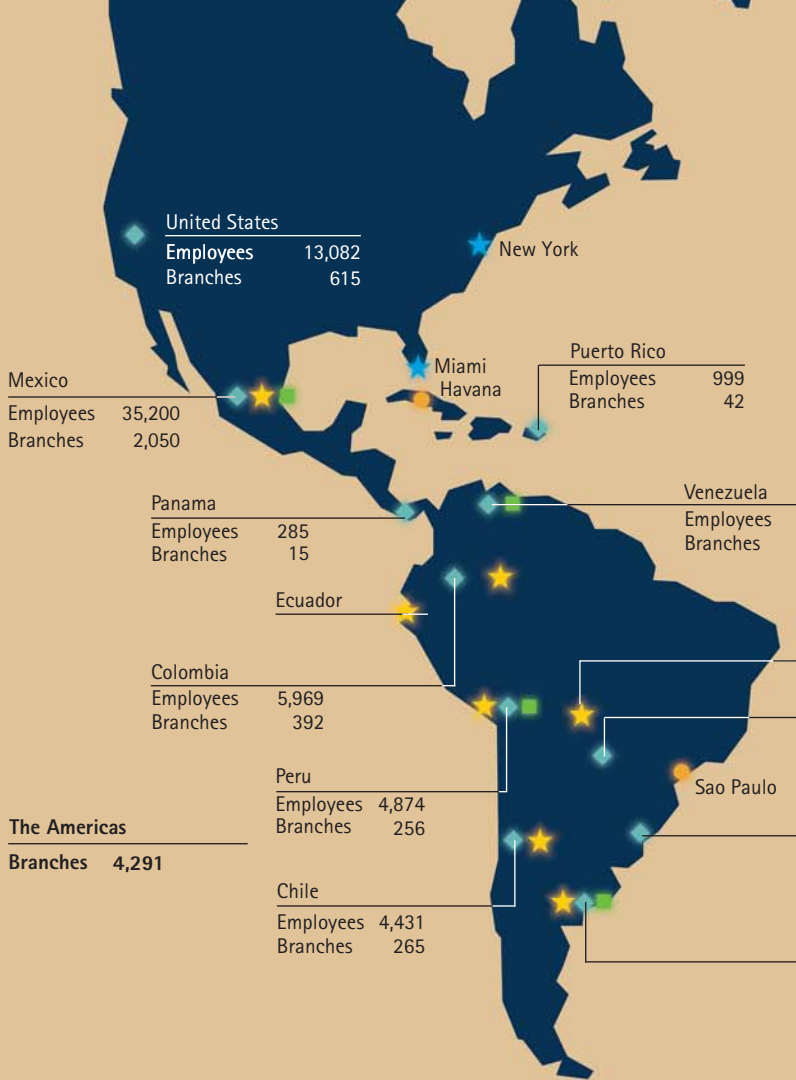 United States
Employees 13,082
Branches 615
New York
Miami
Havana
Puerto Rico
Employees 999
Branches 42
Mexico
Employees 35,200
Branches 2,050
Panama
Employees 285
Branches 15
Venezuela
Employees
Branches
Ecuador
Colombia
Employees 5,969
Branches 392
Peru
Employees 4,874
Branches 256
Sao Paulo
The Americas
Branches 4,291
Chile
Employees 4,431
Branches 265